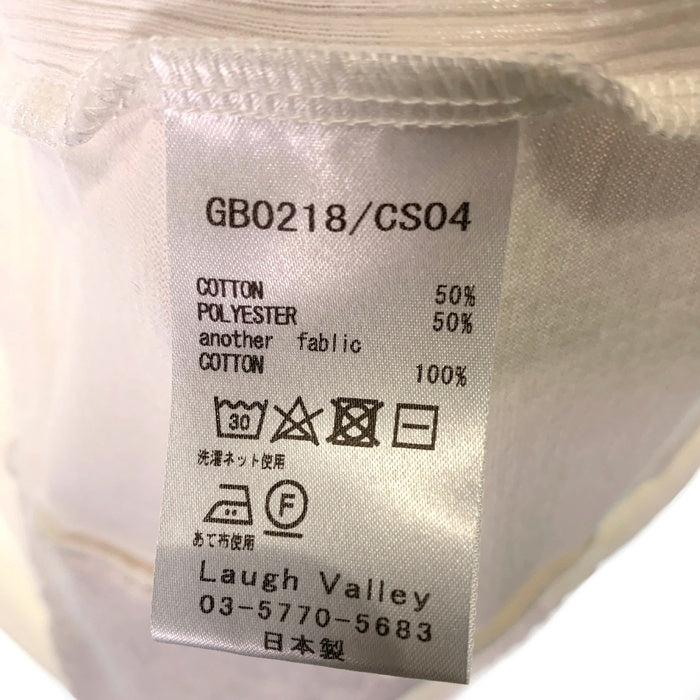 GB0218/CS04
COTTON 50%
POLYESTER 50%
another fablic
COTTON 100%
30
洗濯ネット使用
F
あて布使用
Laugh Valley
03-5770-5683
日本製